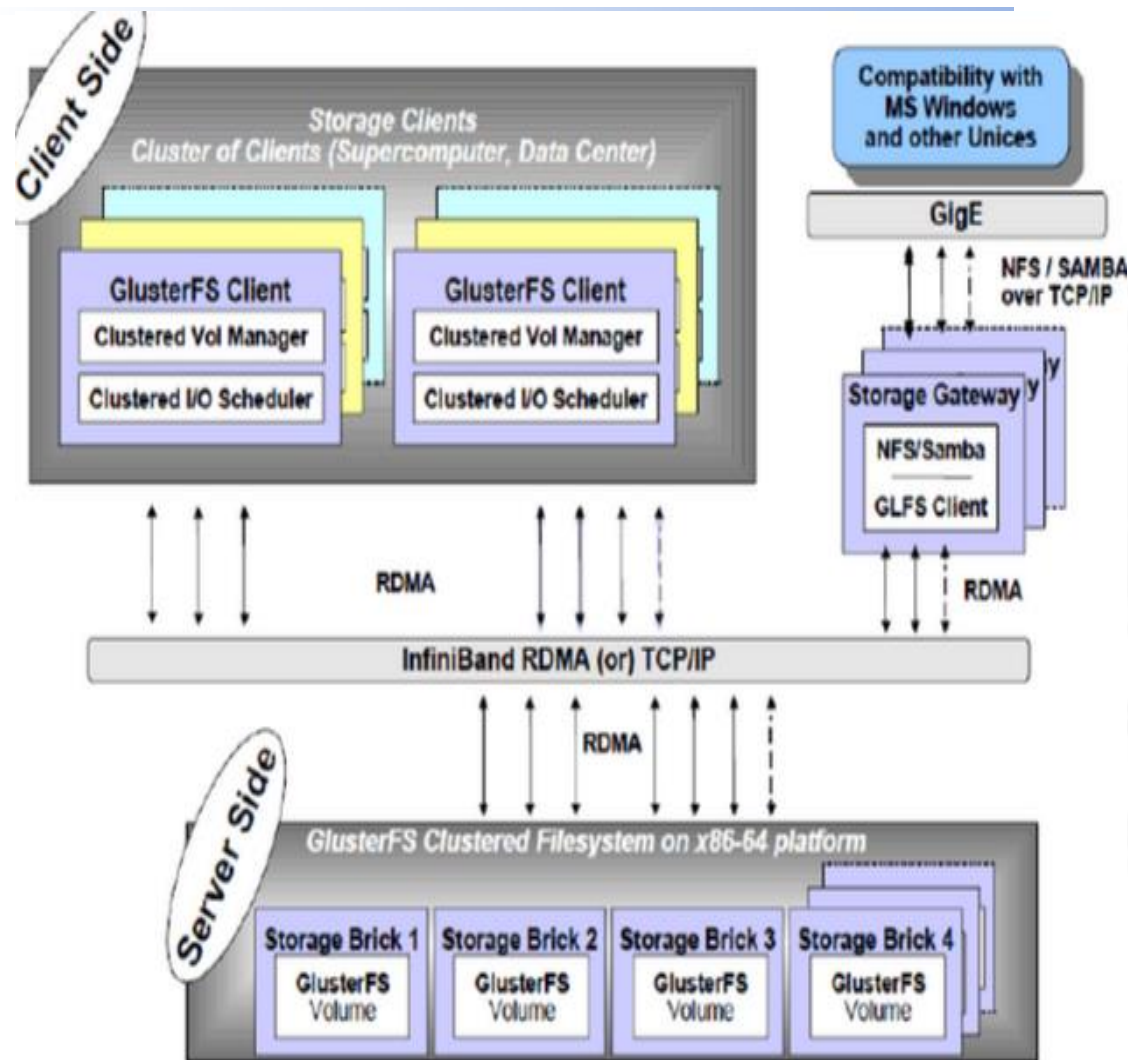 Client Side
Storage Clients
Cluster of Clients (Supercomputer, Data Center)
GlusterFS Client
Clustered Vol Manager
Clustered I/O Scheduler
GlusterFS Client
Clustered Vol Manager
Clustered I/O Scheduler
Compatibility with
MS Windows
and other Unices
GigE
NFS / SAMBA
over TCP/IP
y
y
Storage Gateway
NFS/Samba
GLFS Client
RDMA
RDMA
InfiniBand RDMA (or) TCP/IP
RDMA
Server Side
GlusterFS Clustered Filesystem on x86-64 platform
Storage Brick 1
GlusterFS
Volume
Storage Brick 2
GlusterFS
Volume
Storage Brick 3
GlusterFS
Volume
Storage Brick 4
GlusterFS
Volume